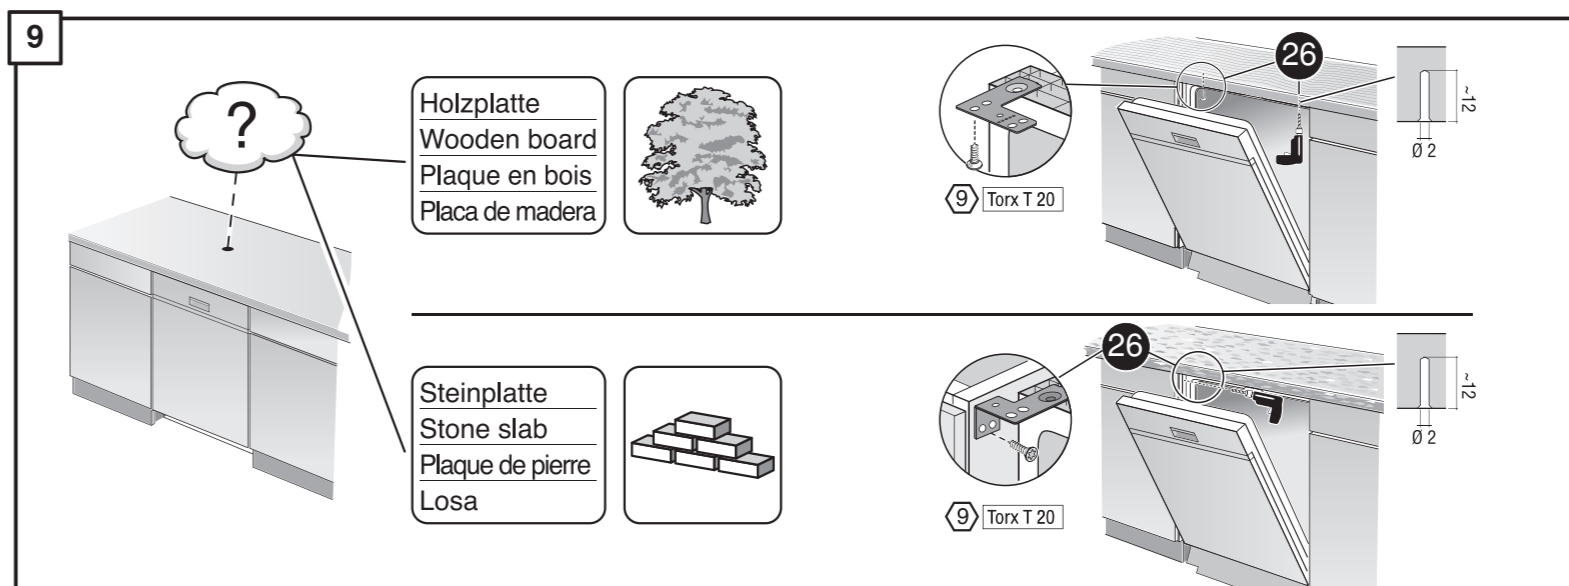 9
?
Holzplatte
Wooden board
Plaque en bois
Placa de madera
26
~12
Ø 2
9 Torx T 20
Steinplatte
Stone slab
Plaque de pierre
Losa
26
~12
Ø 2
9 Torx T 20